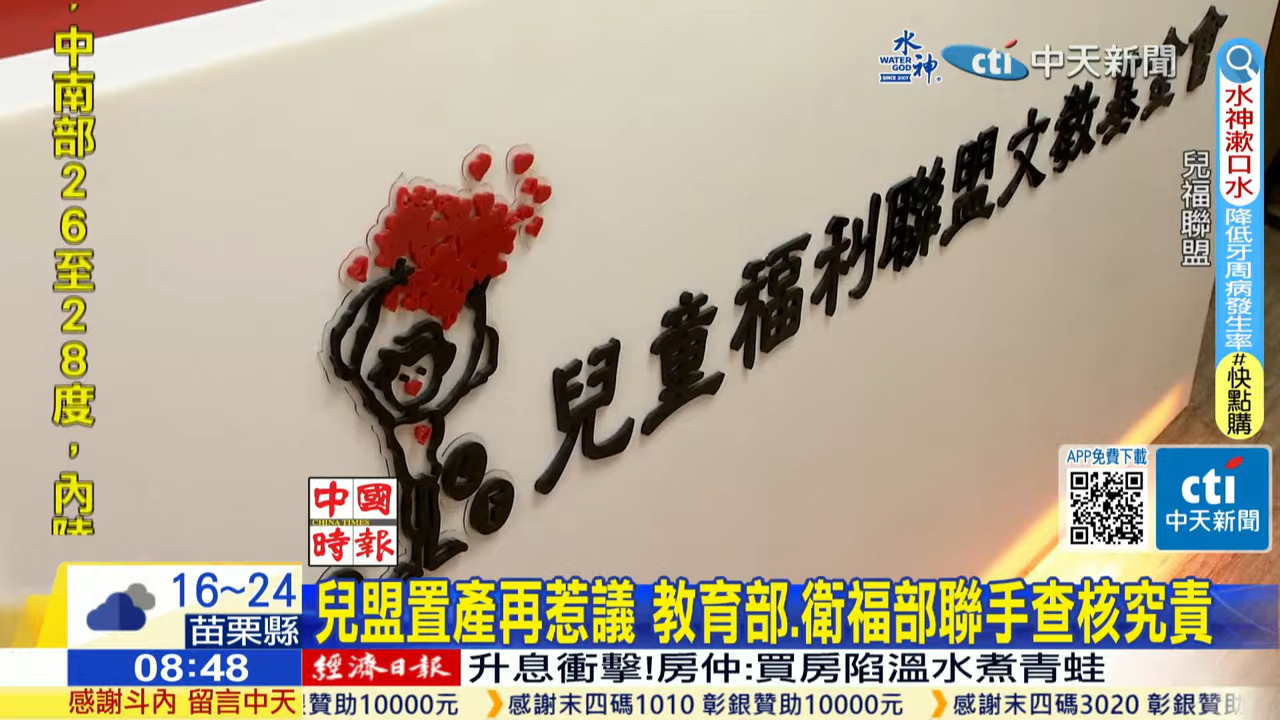 ,中南部26至28度,內陸
水神
WATER GOD
SINCE 2007
cti 中天新聞
兒童福利聯盟文教基金會
兒福聯盟
水神漱口水
降低牙周病發生率
#快點購
APP免費下載
cti
中天新聞
中國時報
CHINA TIMES
16~24
苗栗縣
兒盟置產再惹議 教育部.衛福部聯手查核究責
08:48
經濟日報
升息衝擊!房仲:買房陷溫水煮青蛙
感謝斗內 留言中天
贊助10000元 》感謝末四碼1010 彰銀贊助10000元 》感謝末四碼3020 彰銀贊助